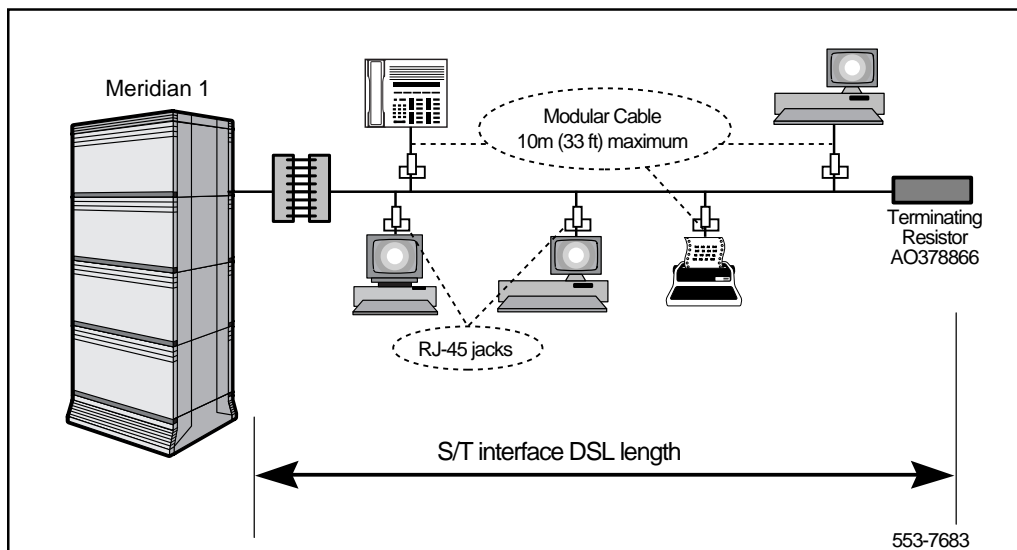 Meridian 1
Modular Cable
10m (33 ft) maximum
Terminating
Resistor
AO378866
RJ-45 jacks
S/T interface DSL length
553-7683